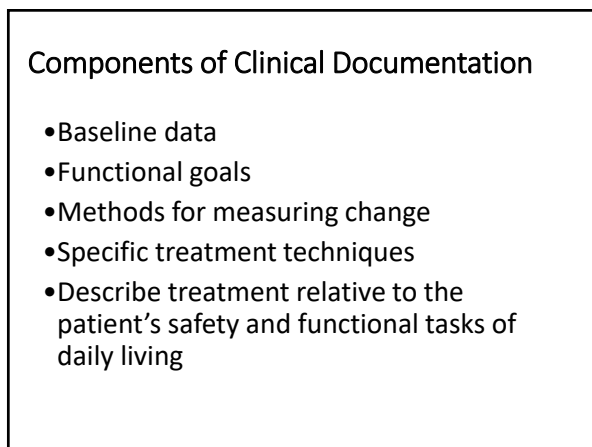 Components of Clinical Documentation
•Baseline data
•Functional goals
•Methods for measuring change
•Specific treatment techniques
•Describe treatment relative to the
patient’s safety and functional tasks of
daily living